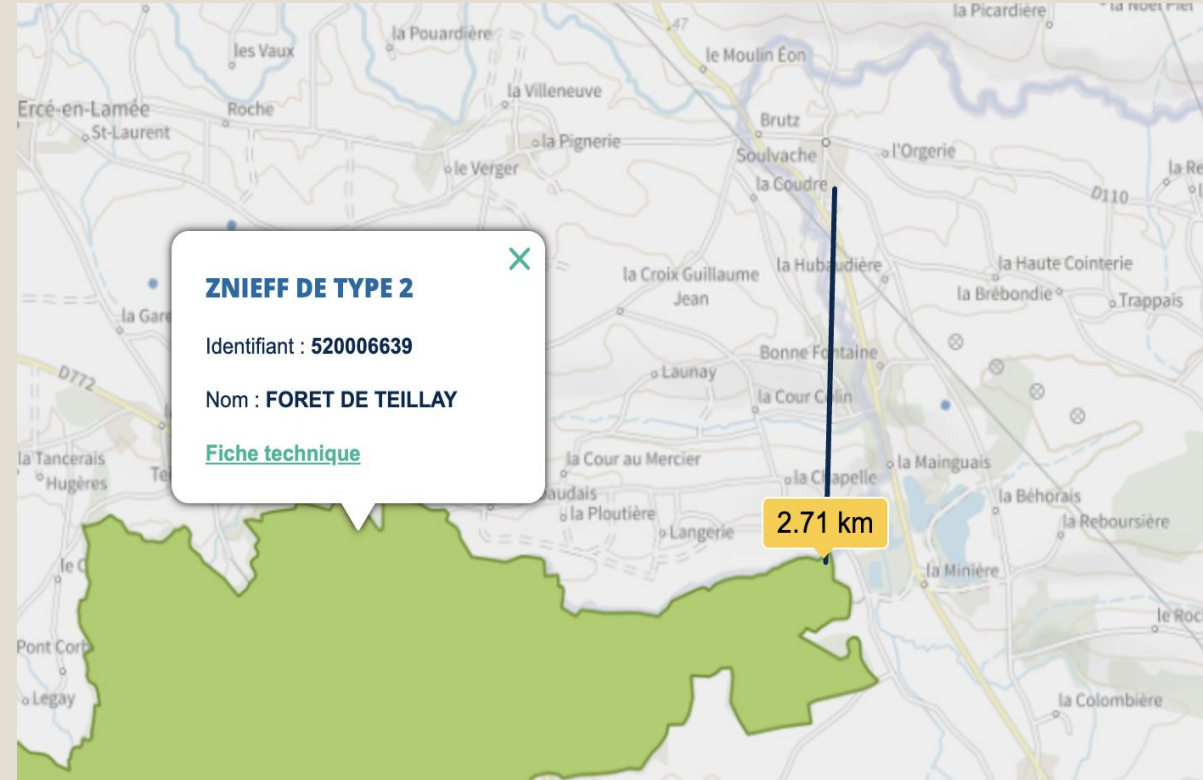 la Picardière
la Pouardière
47
les Vaux
le Moulin Éon
la Villeneuve
Ercé-en-Lamée
Roche
Brutz
St-Laurent
la Pignerie
Soulvache
l'Orgerie
le Verger
la Coudre
D110
ZNIEFF DE TYPE 2
Identifiant : 520006639
Nom : FORET DE TEILLAY
Fiche technique
la Croix Guillaume
Jean
la Hubaudière
la Haute Cointerie
la Brébondie
Trappais
la Gare
Bonne Fontaine
D772
Launay
la Cour Colin
la Tancerais
Hugères
la Cour au Mercier
la Chapelle
la Mainguais
la Ploutière
la Béhorais
la Reboursière
Langerie
2.71 km
la Minière
Pont Corb
Legay
la Colombière